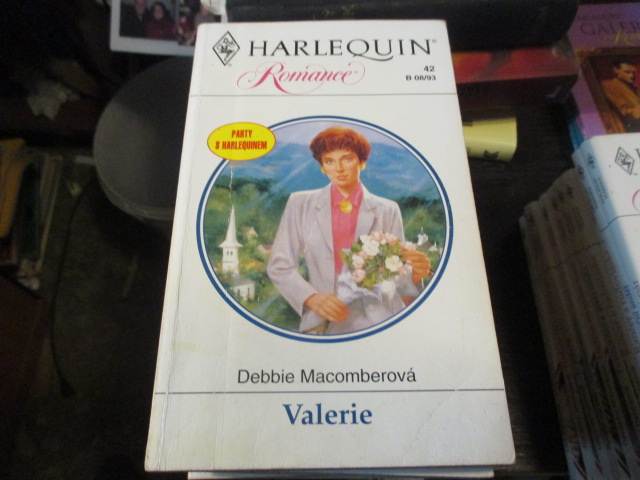 HARLEQUIN®
Romance
42
B 08/93
PARTY
S HARLEQUINEM
Debbie Macomberová
Valerie